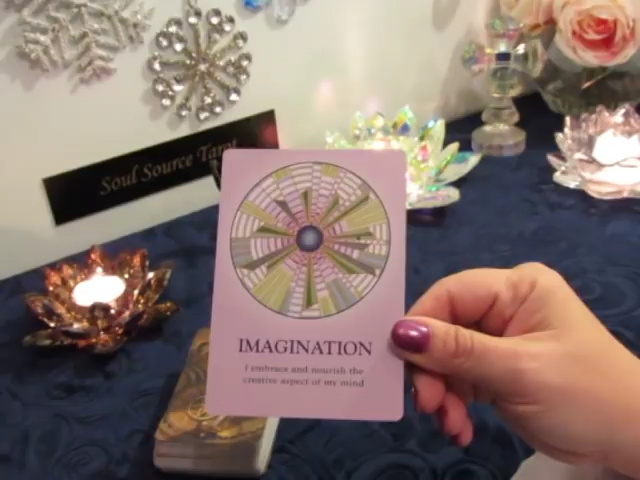 Soul Source Tarot
IMAGINATION
I embrace and nourish the
creative aspect of my mind